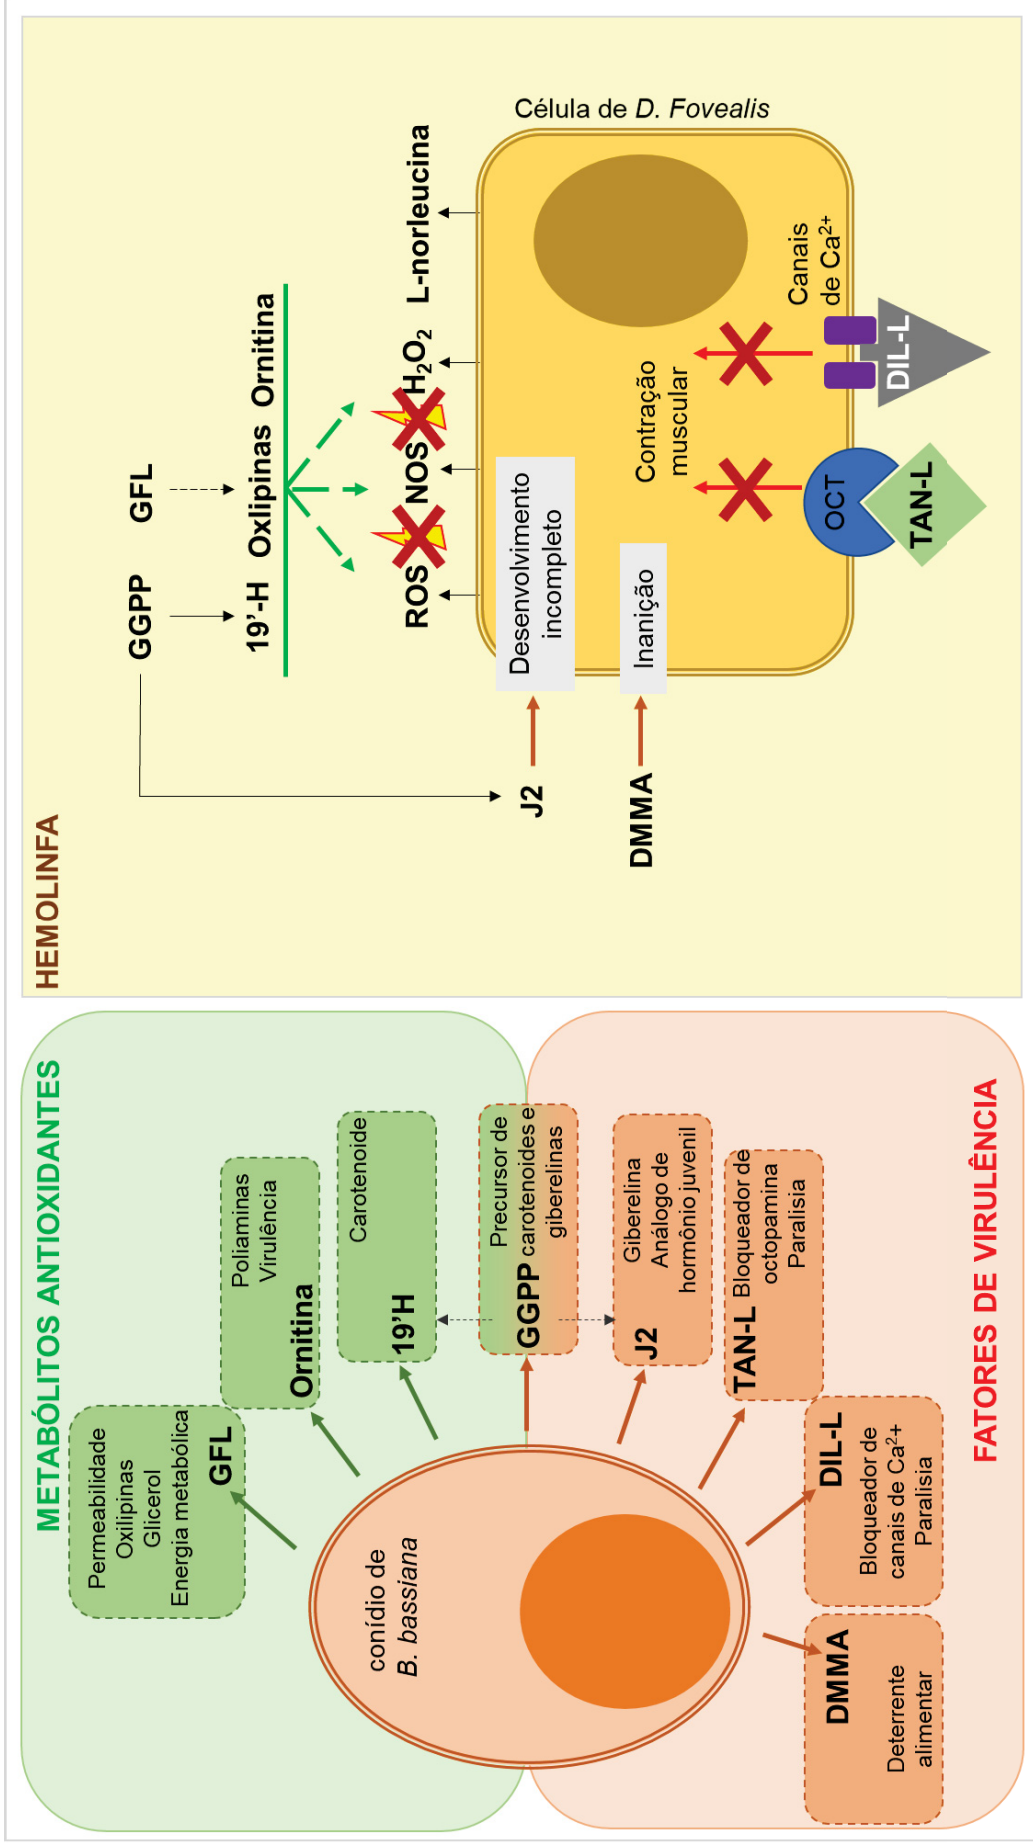 METABÓLITOS ANTIOXIDANTES
Permeabilidade
Oxilipinas
Glicerol
Energia metabólica
GFL
Poliaminas
Virulência
Ornitina
Carotenoide
19’H
Precursor de
carotenoides e
giberelinas
GGPP
conídio de
B. bassiana
Giberelina
Análogo de
hormônio juvenil
J2
Bloqueador de
octopamina
Paralisia
TAN-L
DIL-L
Bloqueador de
canais de Ca²⁺
Paralisia
DMMA
Deterrente
alimentar
FATORES DE VIRULÊNCIA
HEMOLINFA
GGPP
GFL
19’-H Oxlipinas Ornitina
ROS NOS H₂O₂ L-norleucina
Célula de D. Fovealis
J2
Desenvolvimento
incompleto
DMMA
Inanição
Contração
muscular
Canais
de Ca²⁺
OCT
TAN-L
DIL-L